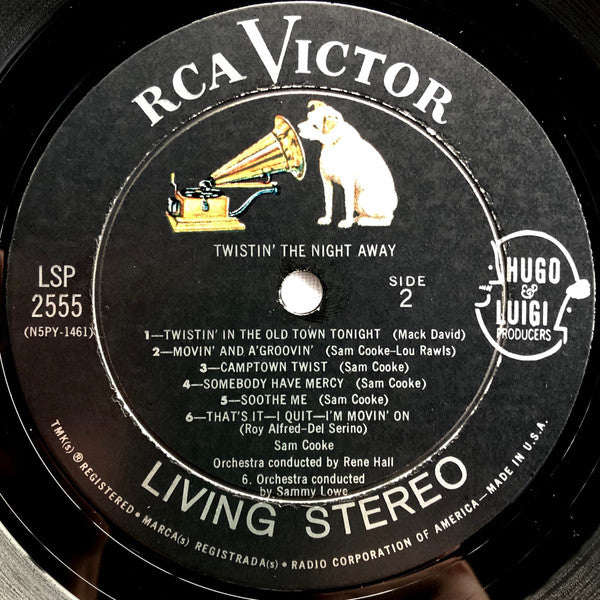 RCA VICTOR
TWISTIN' THE NIGHT AWAY
LSP
2555
(N5PY-1461)
SIDE
2
HUGO
&
LUIGI
PRODUCERS
1—TWISTIN' IN THE OLD TOWN TONIGHT (Mack David)
2—MOVIN' AND A'GROOVIN' (Sam Cooke-Lou Rawls)
3—CAMPTOWN TWIST (Sam Cooke)
4—SOMEBODY HAVE MERCY (Sam Cooke)
5—SOOTHE ME (Sam Cooke)
6—THAT'S IT—I QUIT—I'M MOVIN' ON
(Roy Alfred-Del Serino)
Sam Cooke
Orchestra conducted by Rene Hall
6. Orchestra conducted
by Sammy Lowe
LIVING STEREO
TMK(s) ® REGISTERED • MARCA(s) REGISTRADA(s) • RADIO CORPORATION OF AMERICA—MADE IN U.S.A.